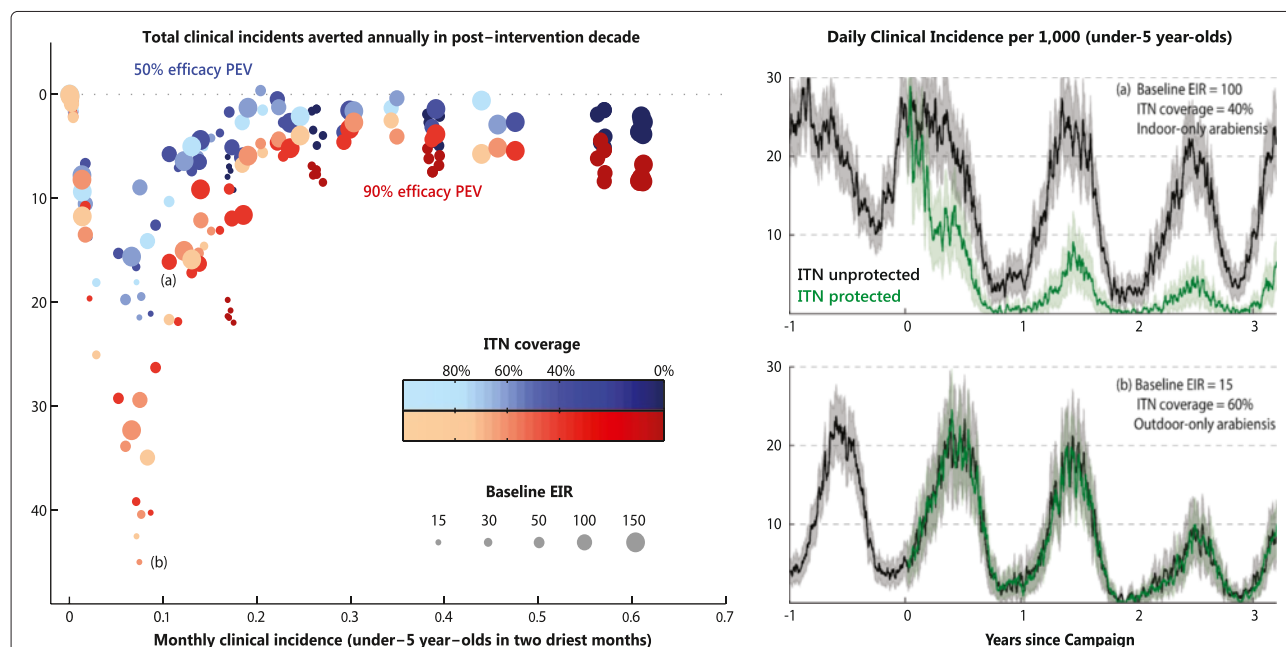 Total clinical incidents averted annually in post−intervention decade
50% efficacy PEV
0
10
20
30
40
90% efficacy PEV
(a)
(b)
ITN coverage
80% 60% 40% 0%
Baseline EIR
15 30 50 100 150
0 0.1 0.2 0.3 0.4 0.5 0.6 0.7
Monthly clinical incidence (under−5 year−olds in two driest months)
Daily Clinical Incidence per 1,000 (under-5 year-olds)
30
20
10
(a) Baseline EIR = 100
ITN coverage = 40%
Indoor-only arabiensis
ITN unprotected
ITN protected
-1 0 1 2 3
30
20
10
(b) Baseline EIR = 15
ITN coverage = 60%
Outdoor-only arabiensis
-1 0 1 2 3
Years since Campaign